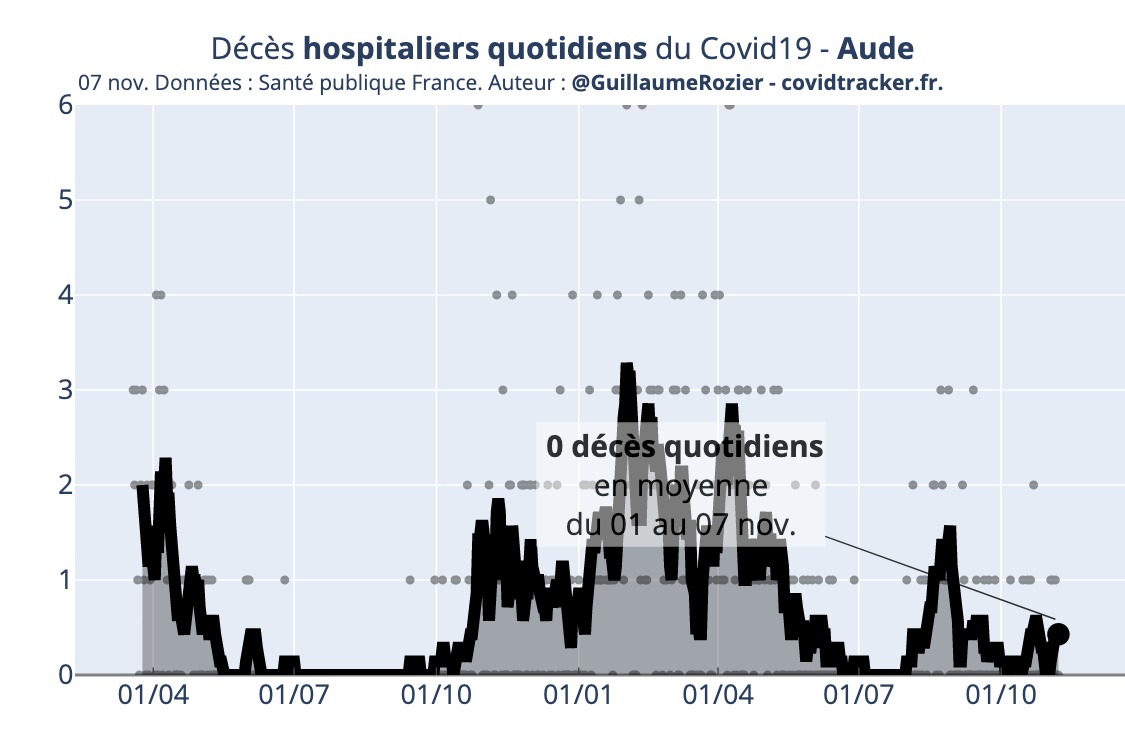 Décès hospitaliers quotidiens du Covid19 - Aude
07 nov. Données : Santé publique France. Auteur : @GuillaumeRozier - covidtracker.fr.
6
5
4
3
2
1
0
0 décès quotidiens
en moyenne
du 01 au 07 nov.
01/04 01/07 01/10 01/01 01/04 01/07 01/10